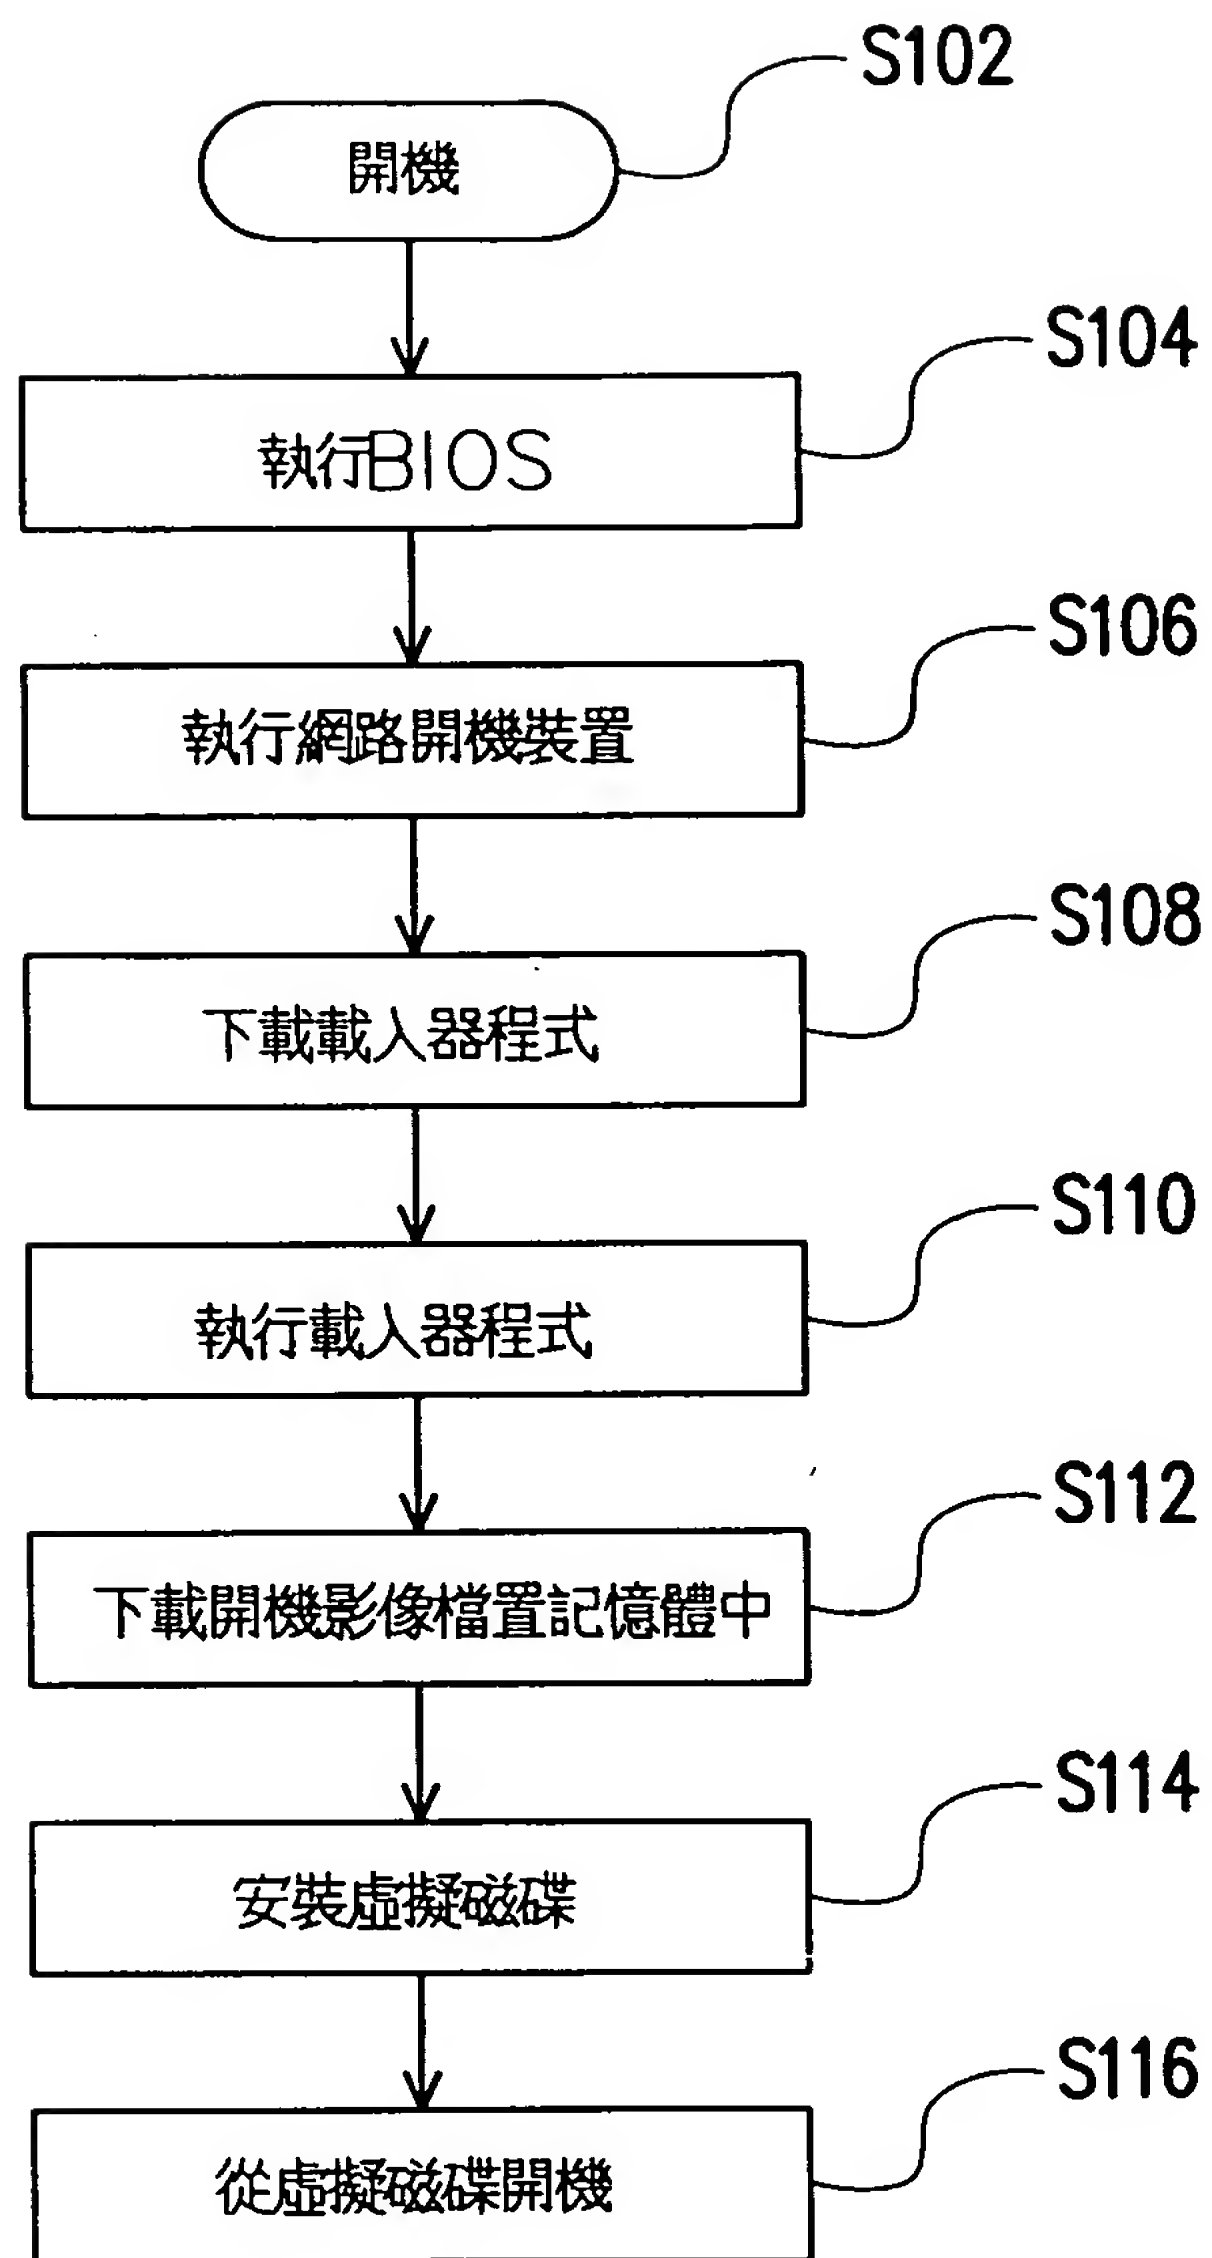 S102
開機
S104
執行BIOS
S106
執行網路開機裝置
S108
下載載入器程式
S110
執行載入器程式
S112
下載開機影像檔置記憶體中
S114
安裝虛擬磁碟
S116
從虛擬磁碟開機